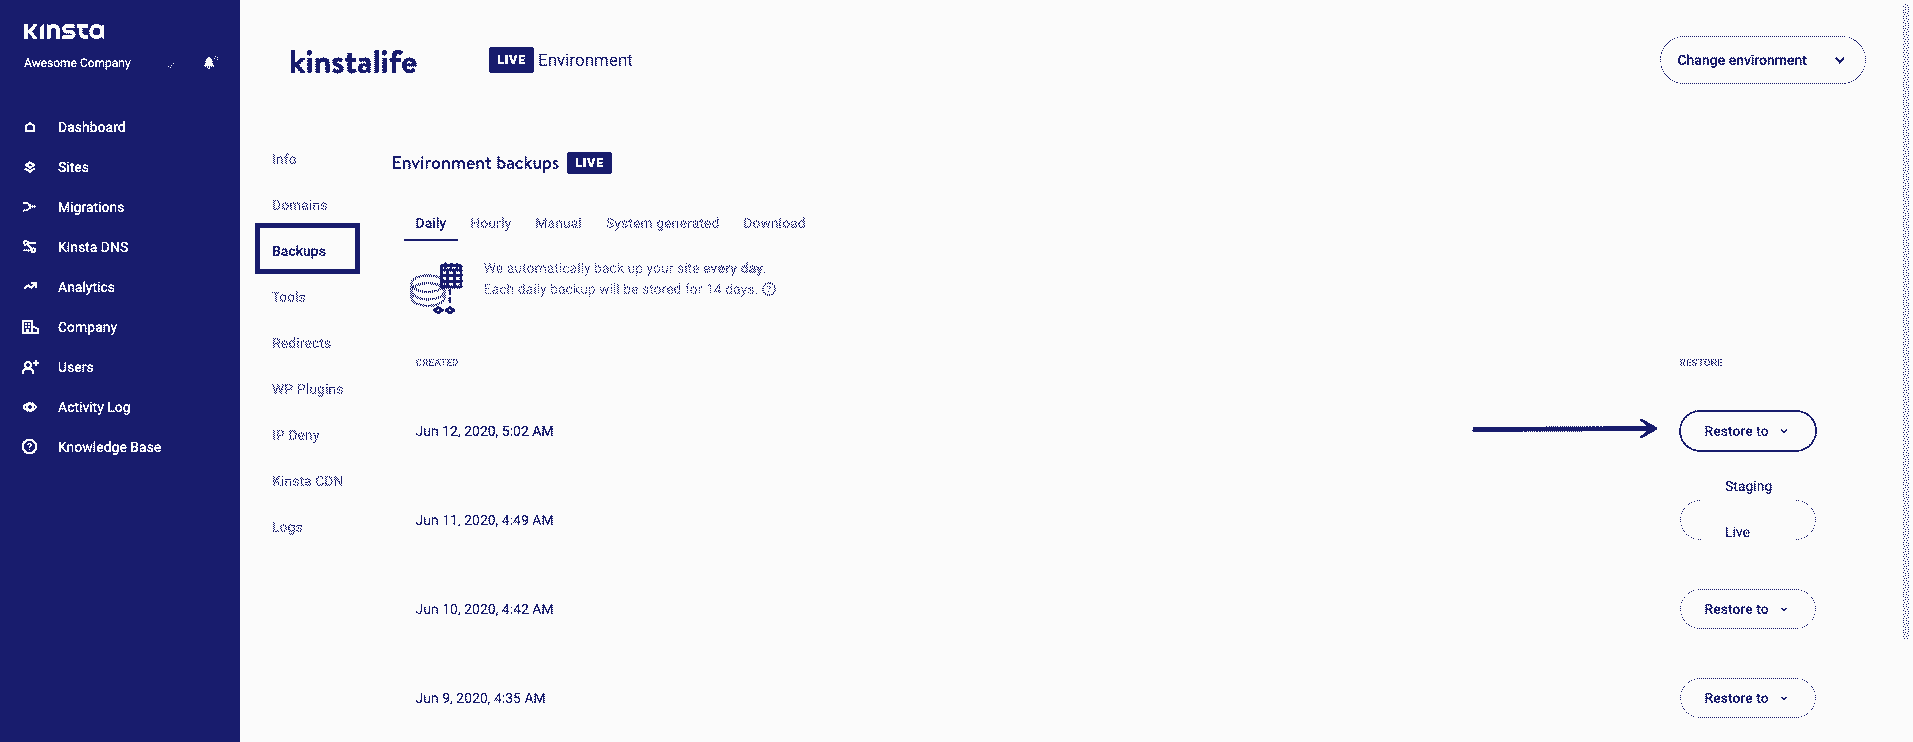 Kinsta
Awesome Company
Dashboard
Sites
Migrations
Kinsta DNS
Analytics
Company
Users
Activity Log
Knowledge Base
kinstalife LIVE Environment
Change environment
Info
Domains
Backups
Tools
Redirects
WP Plugins
IP Deny
Kinsta CDN
Logs
Environment backups LIVE
Daily Hourly Manual System generated Download
We automatically back up your site every day.
Each daily backup will be stored for 14 days.
CREATED RESTORE
Jun 12, 2020, 5:02 AM Restore to
Staging
Jun 11, 2020, 4:49 AM
Live
Jun 10, 2020, 4:42 AM Restore to
Jun 9, 2020, 4:35 AM Restore to